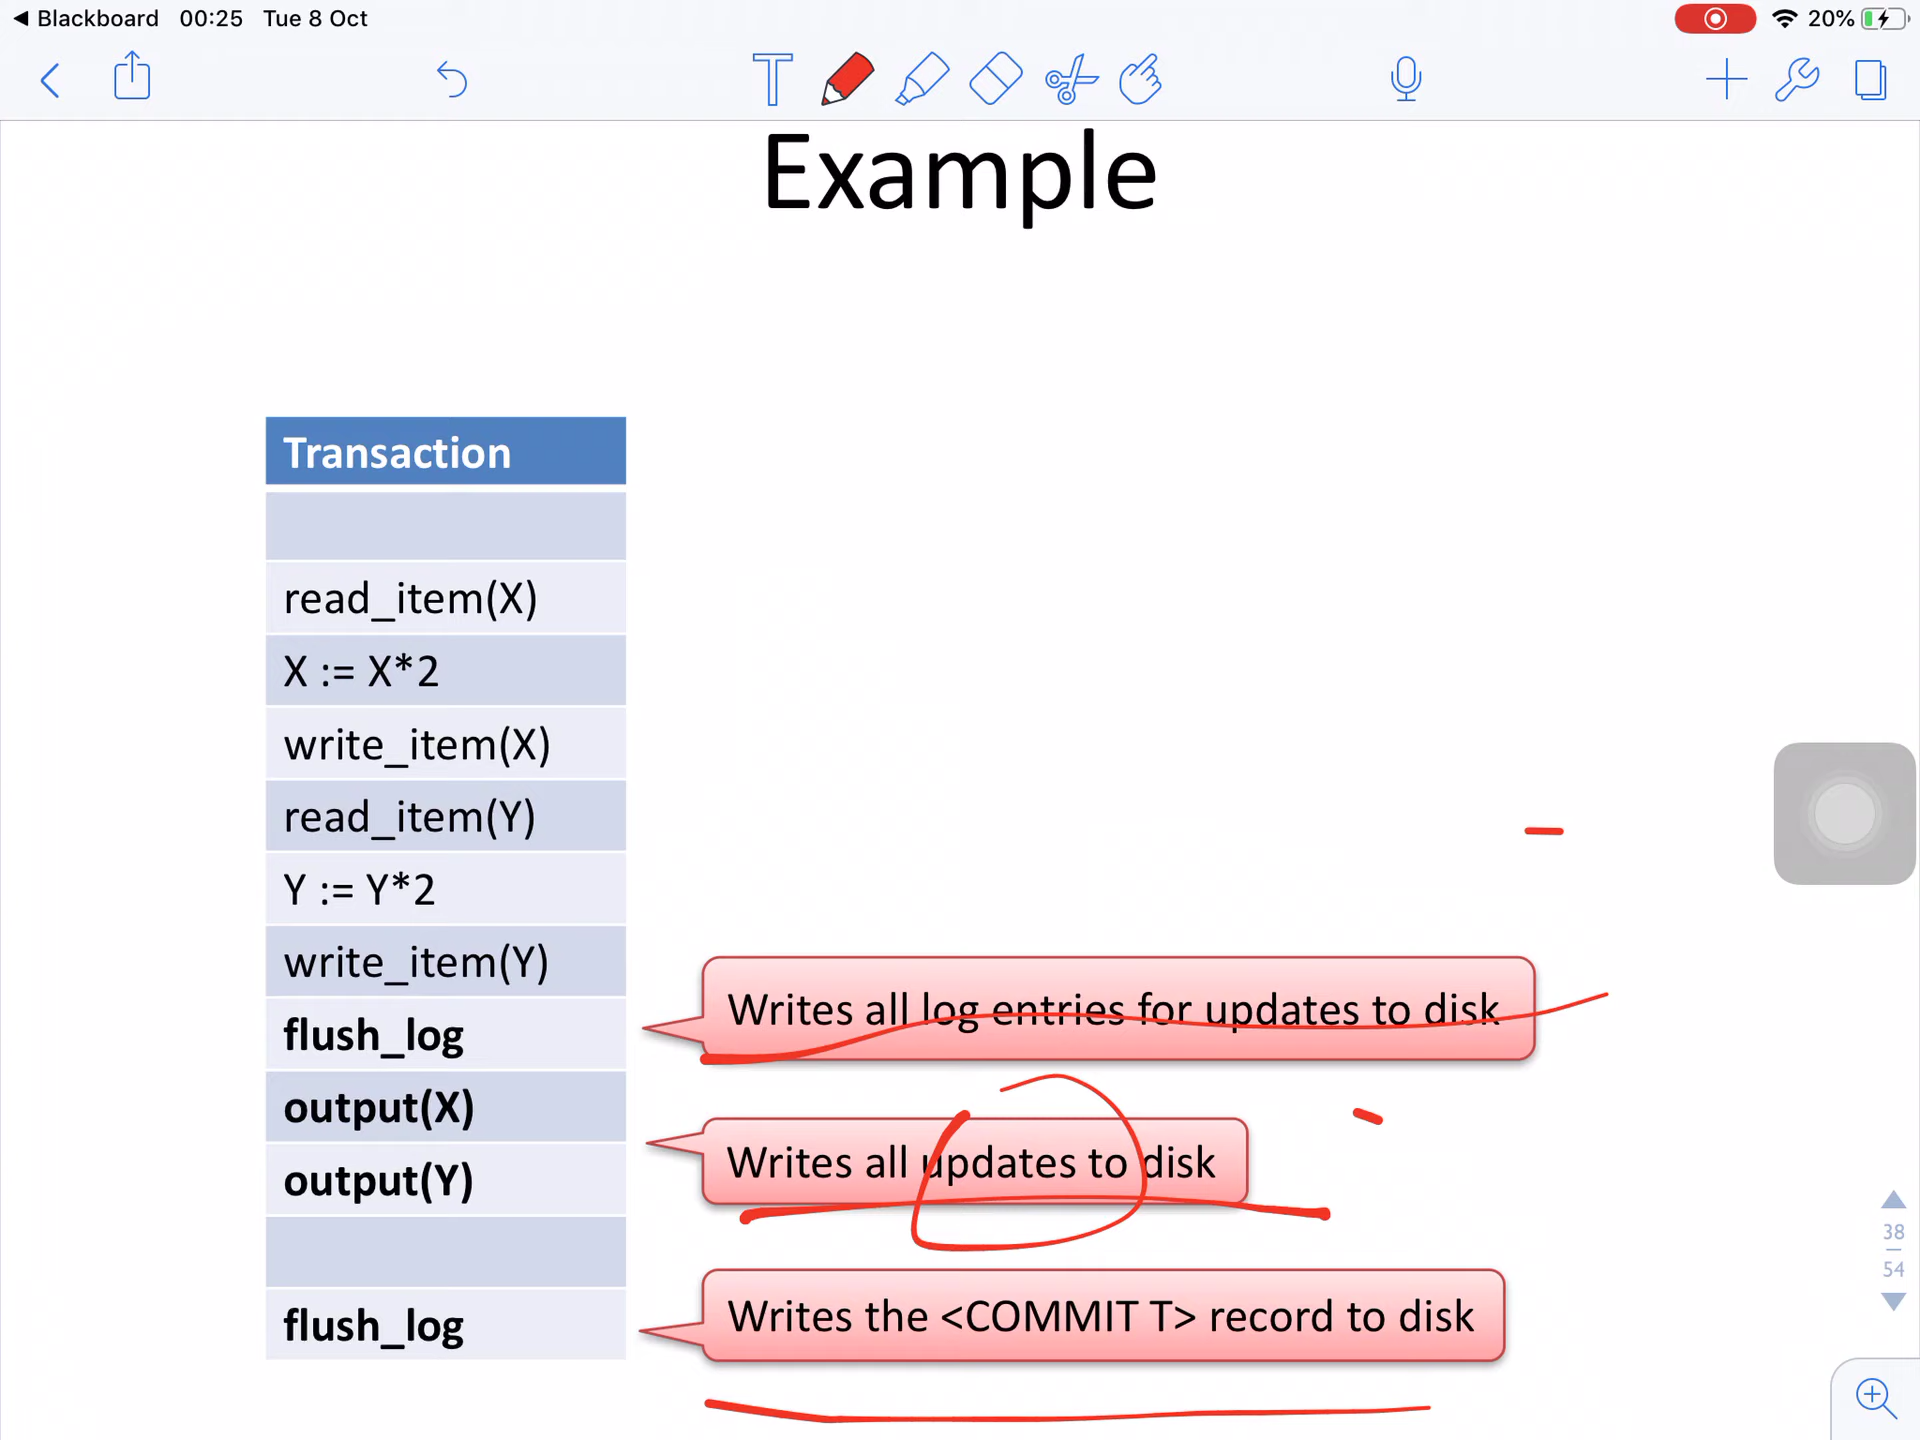 Blackboard 00:25 Tue 8 Oct 20%
T
Example
Transaction
read_item(X)
X := X*2
write_item(X)
read_item(Y)
Y := Y*2
write_item(Y)
flush_log
Writes all log entries for updates to disk
output(X)
Writes all updates to disk
output(Y)
flush_log
Writes the <COMMIT T> record to disk
38
54